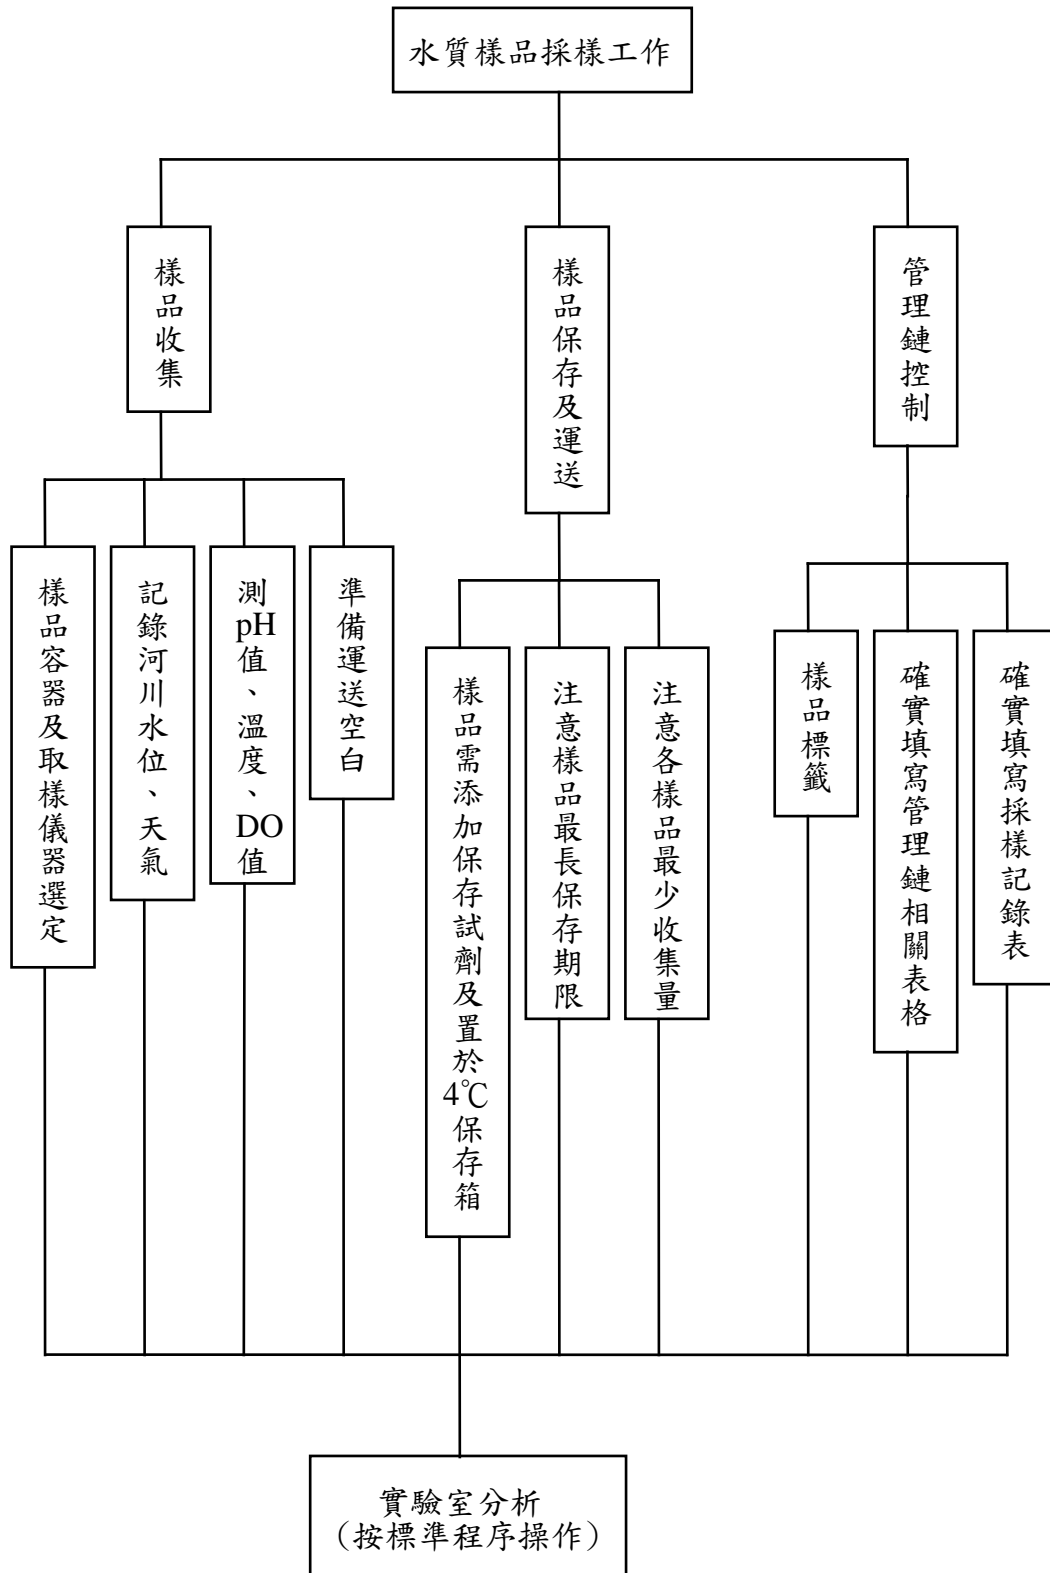 水質樣品採樣工作
樣品收集
樣品保存及運送
管理鏈控制
樣品容器及取樣儀器選定
記錄河川水位、天氣
測pH值、溫度、DO值
準備運送空白
樣品需添加保存試劑及置於4℃保存箱
注意樣品最長保存期限
注意各樣品最少收集量
樣品標籤
確實填寫管理鏈相關表格
確實填寫採樣記錄表
實驗室分析
（按標準程序操作）